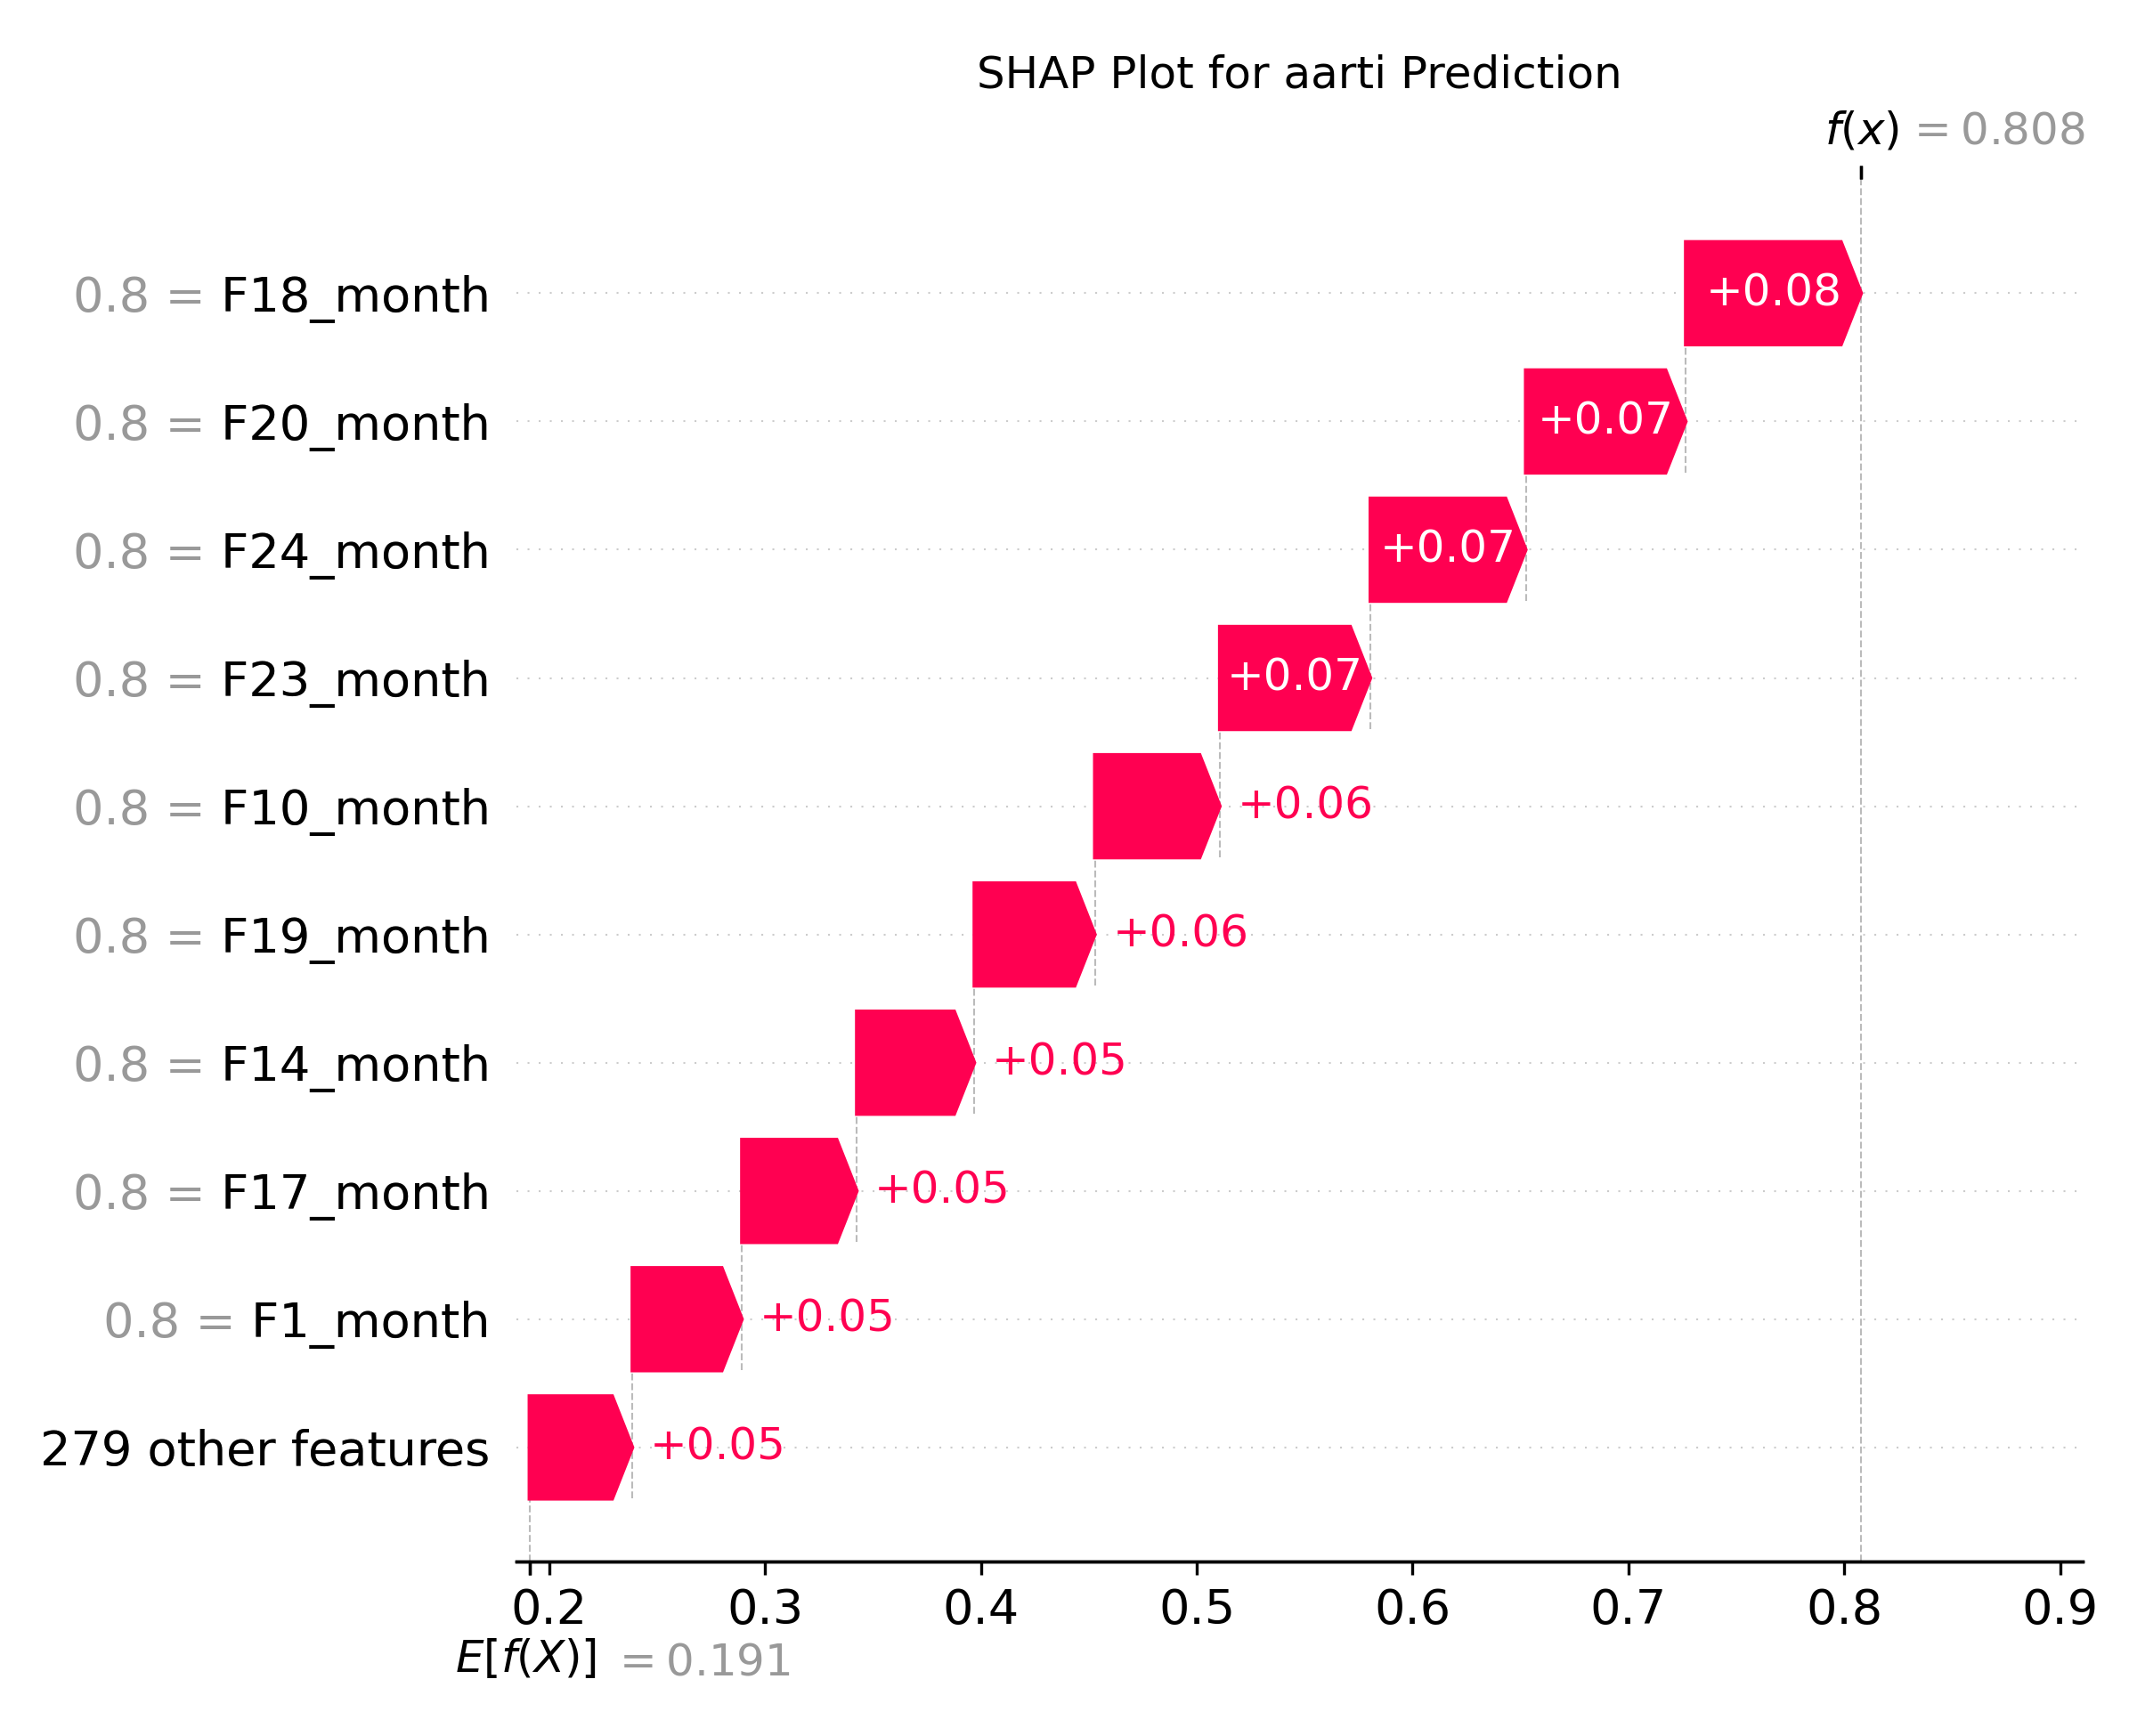 SHAP Plot for aarti Prediction
f(x) = 0.808
0.8 = F18_month +0.08
0.8 = F20_month +0.07
0.8 = F24_month +0.07
0.8 = F23_month +0.07
0.8 = F10_month +0.06
0.8 = F19_month +0.06
0.8 = F14_month +0.05
0.8 = F17_month +0.05
0.8 = F1_month +0.05
279 other features +0.05
0.2 0.3 0.4 0.5 0.6 0.7 0.8 0.9
E[f(X)] = 0.191